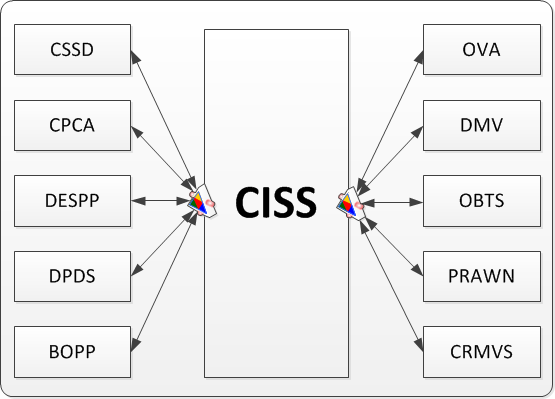 CSSD
CPCA
DESPP
DPDS
BOPP
CISS
OVA
DMV
OBTS
PRAWN
CRMVS